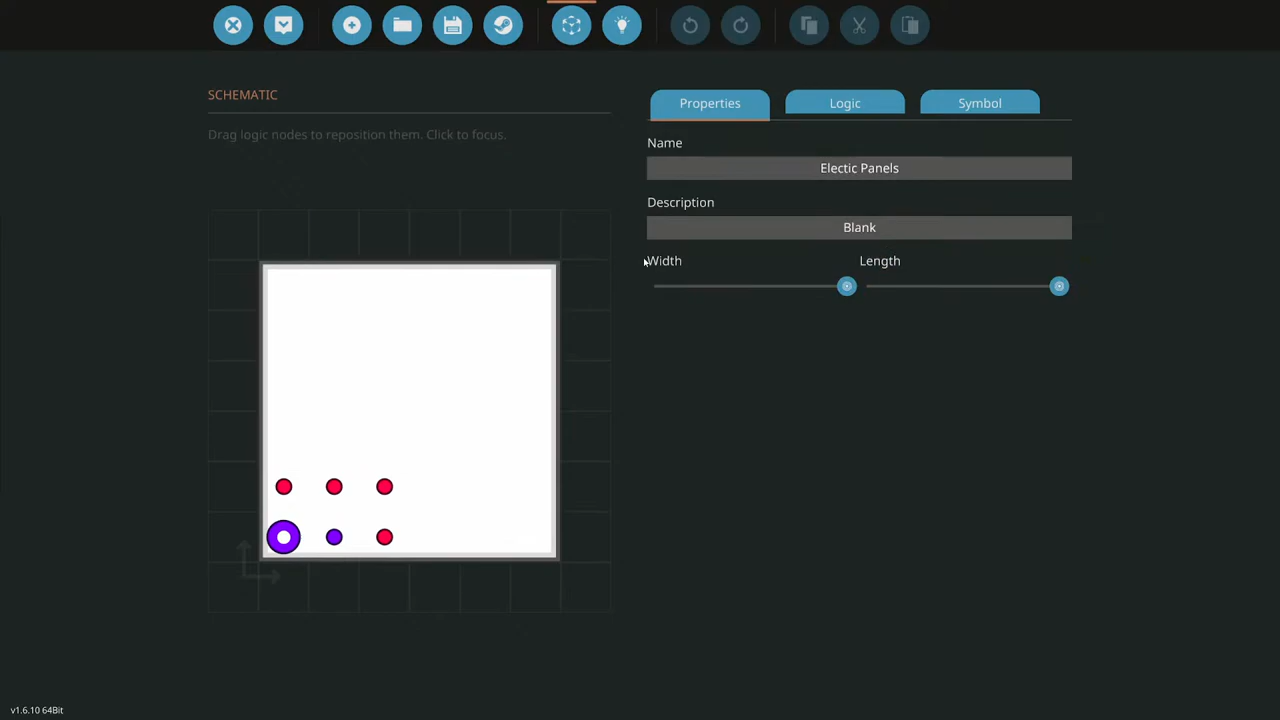 SCHEMATIC
Drag logic nodes to reposition them. Click to focus.
Properties
Logic
Symbol
Name
Electic Panels
Description
Blank
Width
Length
v1.6.10 64Bit